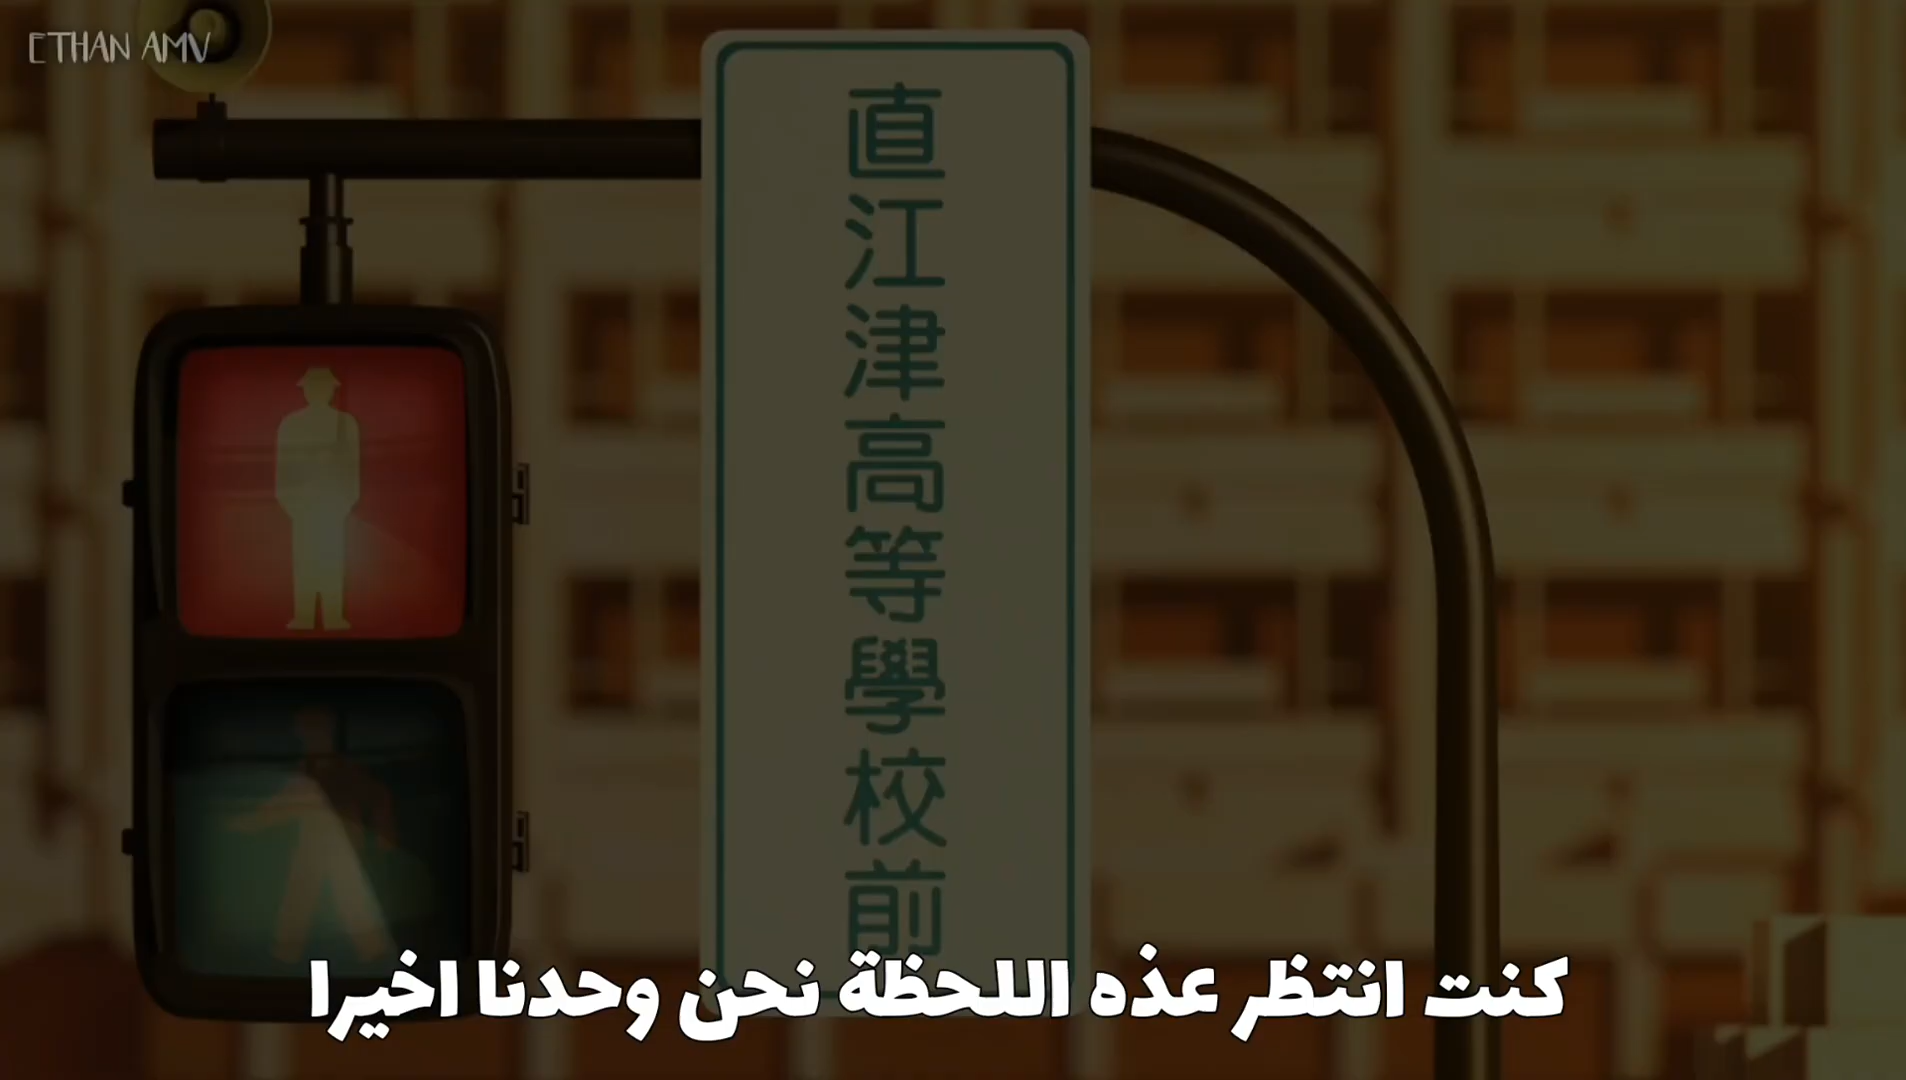 ETHAN AMV
直江津高等學校前
كنت انتظر عذه اللحظة نحن وحدنا اخيرا